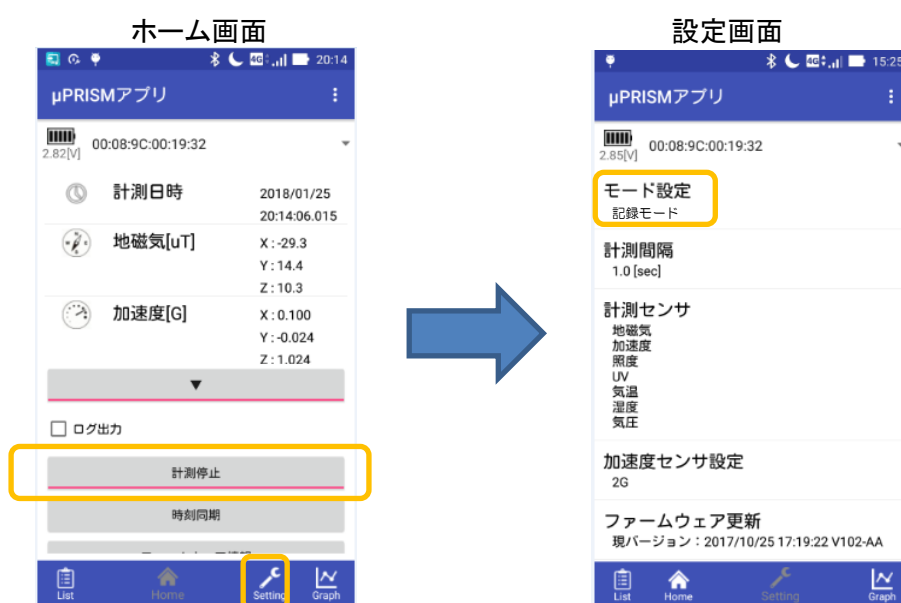 ホーム画面
20:14
μPRISMアプリ
2.82[V]
00:08:9C:00:19:32
計測日時
2018/01/25
20:14:06.015
地磁気[uT]
X : -29.3
Y : 14.4
Z : 10.3
加速度[G]
X : 0.100
Y : -0.024
Z : 1.024
▼
ログ出力
計測停止
時刻同期
List
Home
Setting
Graph
設定画面
4G
15:25
μPRISMアプリ
2.85[V]
00:08:9C:00:19:32
モード設定
記録モード
計測間隔
1.0 [sec]
計測センサ
地磁気
加速度
照度
UV
気温
湿度
気圧
加速度センサ設定
2G
ファームウェア更新
現バージョン：2017/10/25 17:19:22 V102-AA
List
Home
Setting
Graph